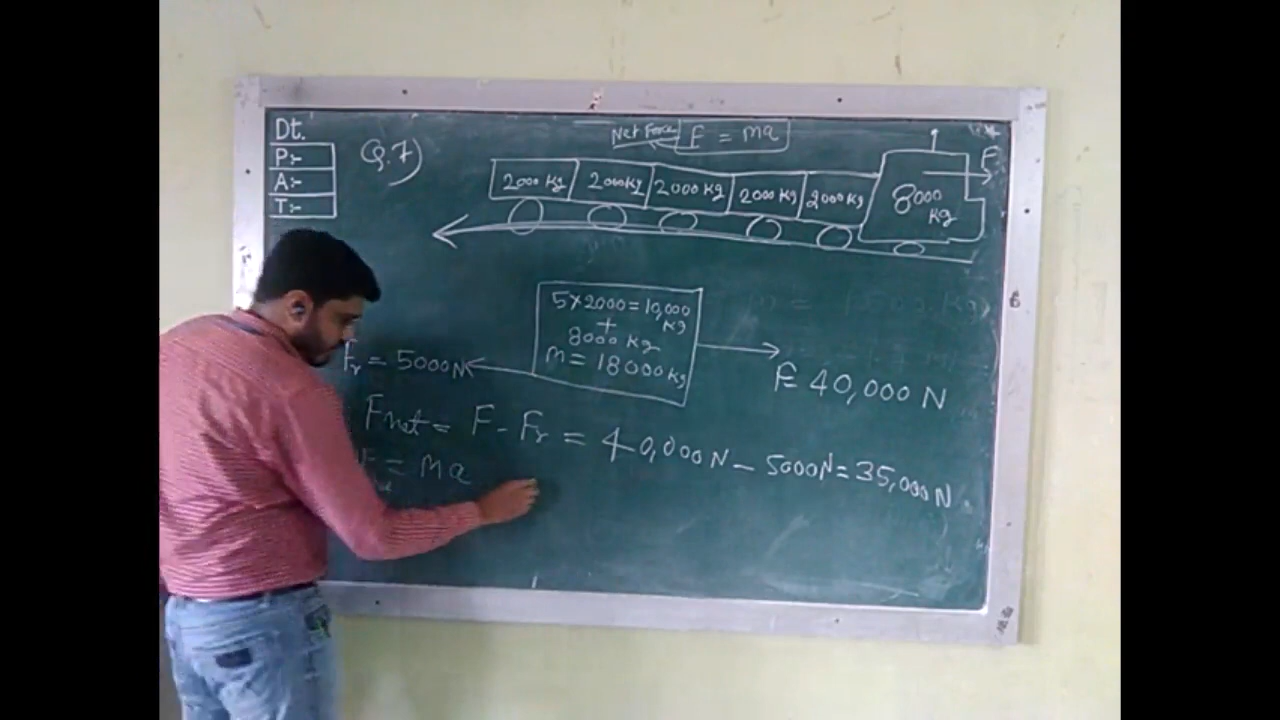 Dt.
P:-
A:-
T:-
Q.7)
Net Force F = ma
2000 kg 2000kg 2000 kg 2000 kg 2000 kg 8000 kg
F
5×2000=10,000 kg
+
8000 kg
m = 18000 kg
Fr = 5000N
F= 40,000 N
Fnet = F - Fr = 40,000 N - 5000N = 35,000 N
= ma